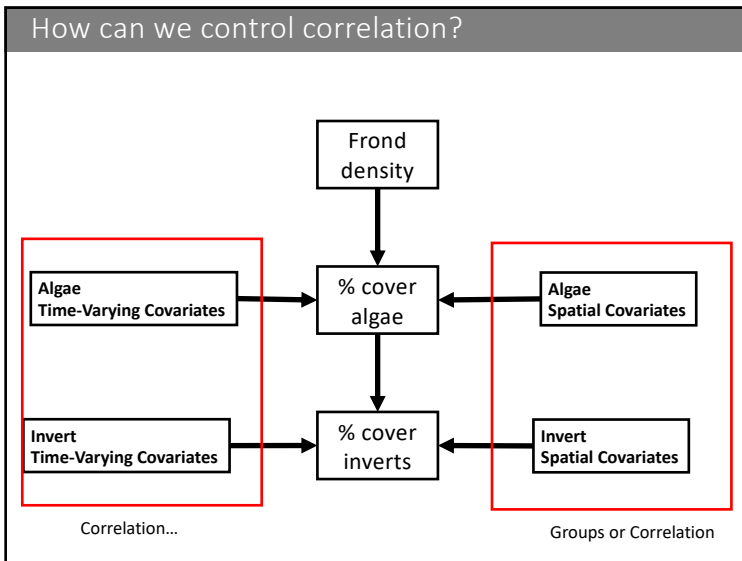 How can we control correlation?
Frond
density
Algae
Time-Varying Covariates
% cover
algae
Algae
Spatial Covariates
Invert
Time-Varying Covariates
% cover
inverts
Invert
Spatial Covariates
Correlation...
Groups or Correlation